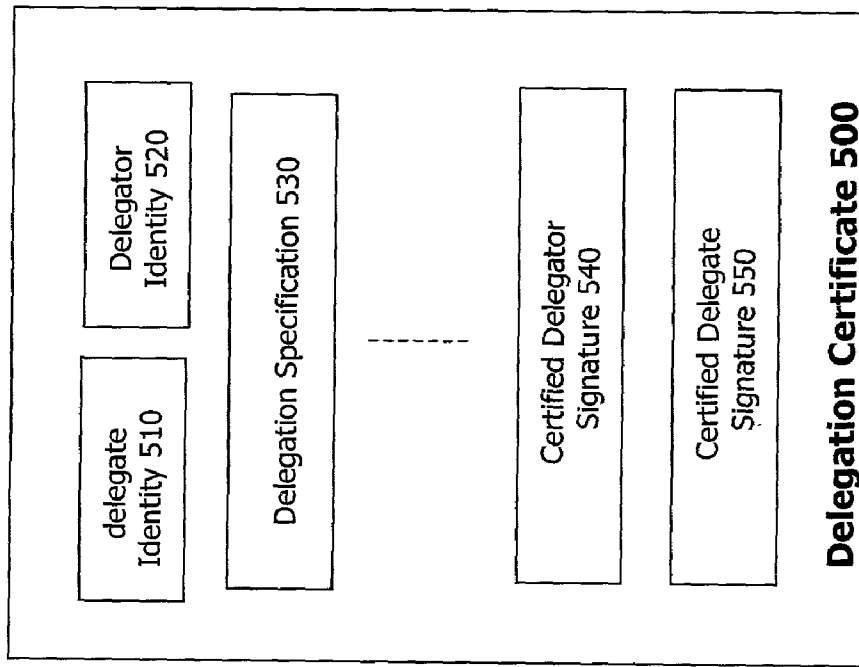 delegate
Identity 510
Delegator
Identity 520
Delegation Specification 530
Certified Delegator
Signature 540
Certified Delegate
Signature 550
Delegation Certificate 500